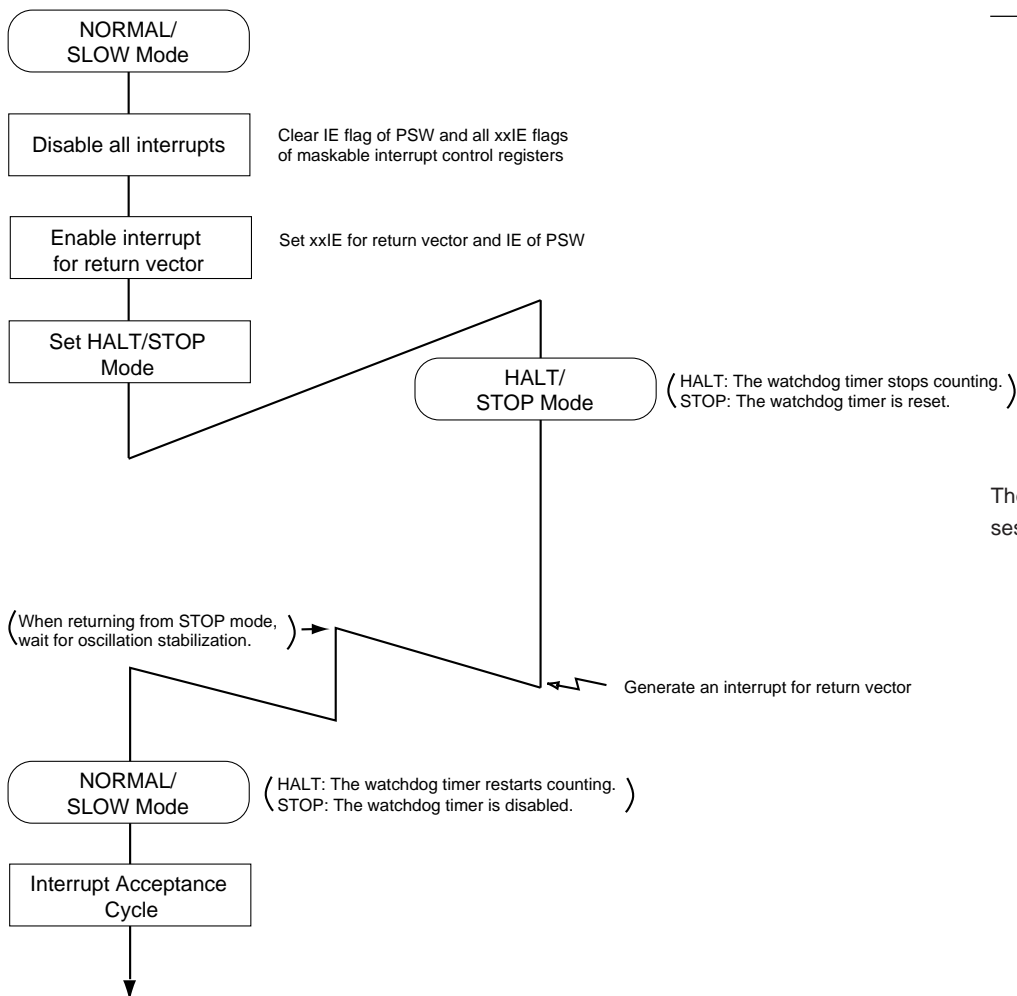 NORMAL/
SLOW Mode
Disable all interrupts
Clear IE flag of PSW and all xxIE flags
of maskable interrupt control registers
Enable interrupt
for return vector
Set xxIE for return vector and IE of PSW
Set HALT/STOP
Mode
HALT/
STOP Mode
(HALT: The watchdog timer stops counting.)
STOP: The watchdog timer is reset.
(When returning from STOP mode,
wait for oscillation stabilization.)
Generate an interrupt for return vector
NORMAL/
SLOW Mode
(HALT: The watchdog timer restarts counting.
STOP: The watchdog timer is disabled.)
Interrupt Acceptance
Cycle